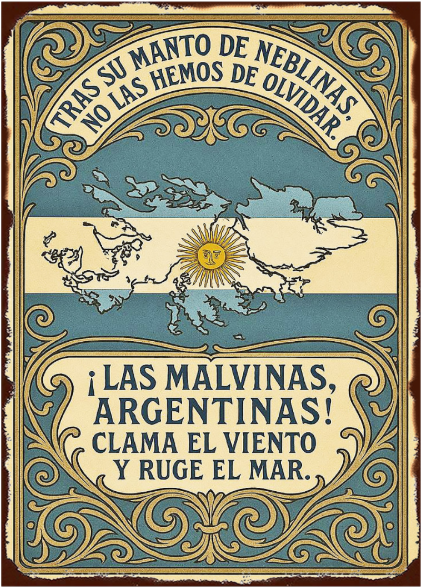 TRAS SU MANTO DE NEBLINAS,
NO LAS HEMOS DE OLVIDAR.
¡LAS MALVINAS,
ARGENTINAS!
CLAMA EL VIENTO
Y RUGE EL MAR.